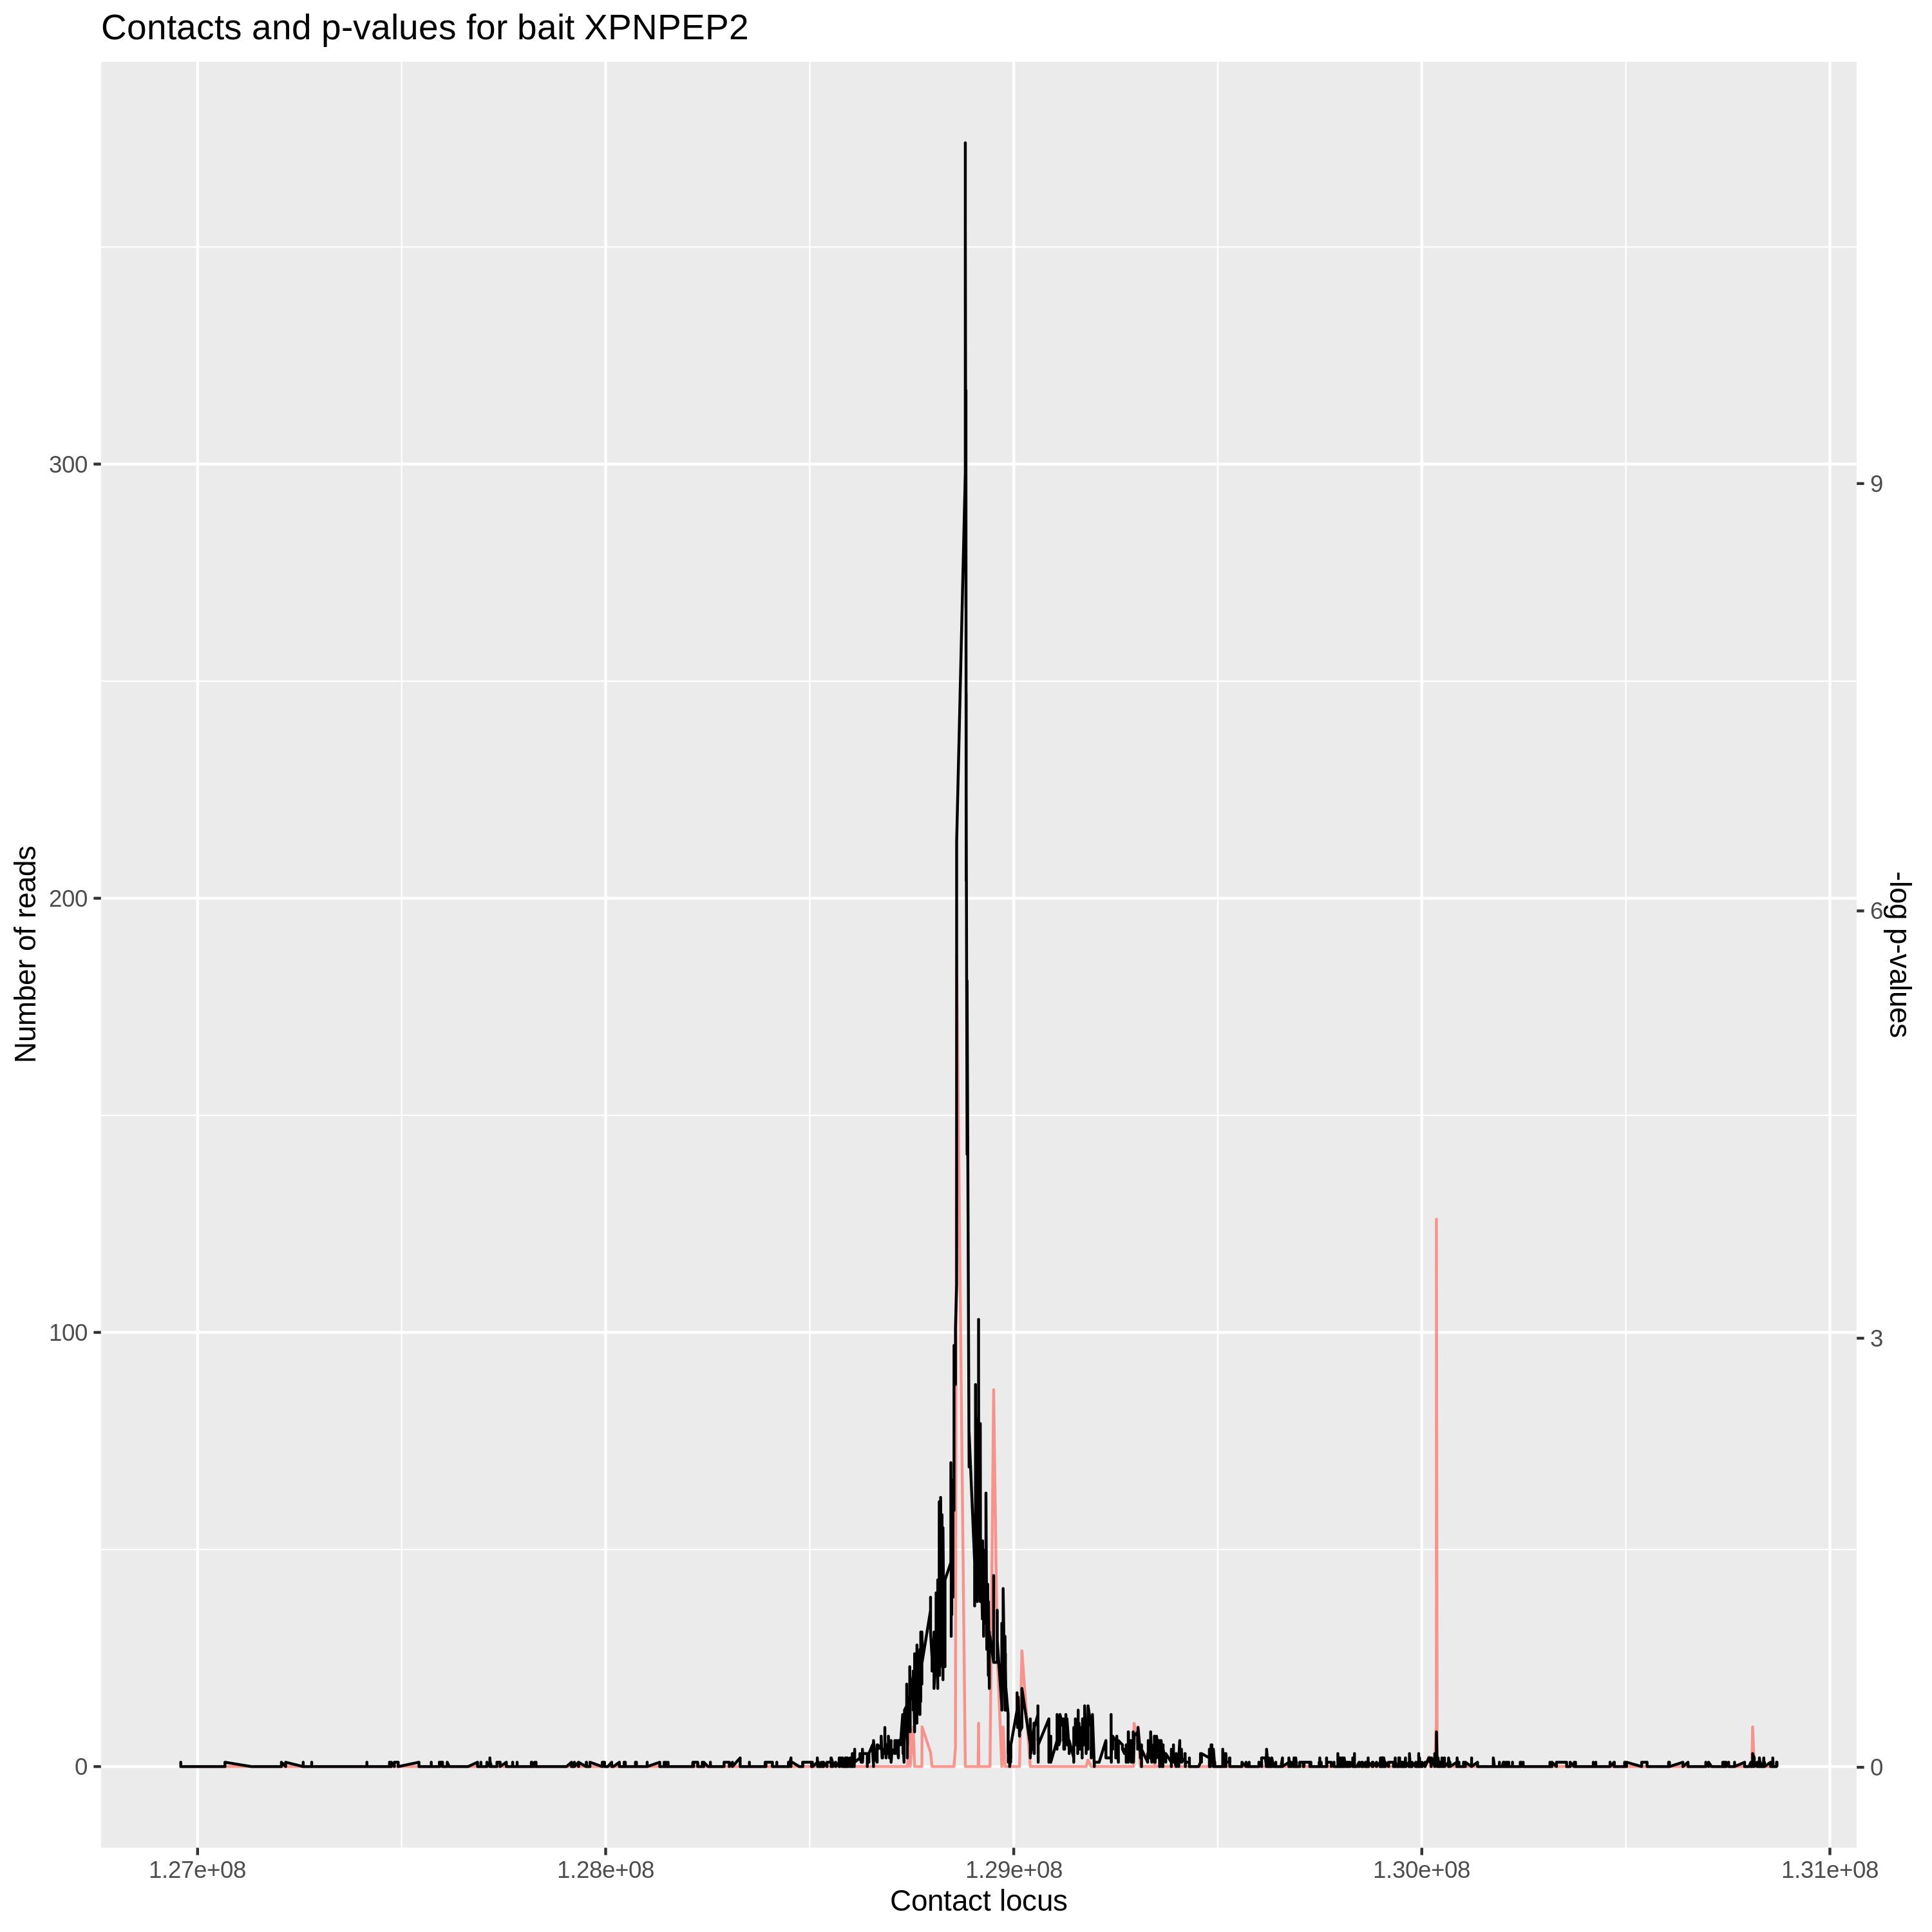 Contacts and p-values for bait XPNPEP2
Number of reads
300
200
100
0
9
6
3
0
-log p-values
1.27e+08
1.28e+08
1.29e+08
1.30e+08
1.31e+08
Contact locus